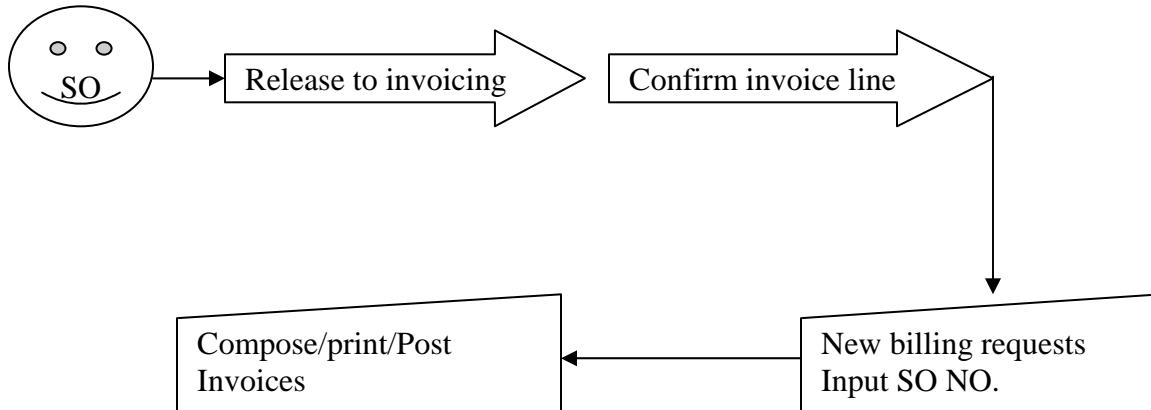 SO
Release to invoicing
Confirm invoice line
New billing requests
Input SO NO.
Compose/print/Post
Invoices